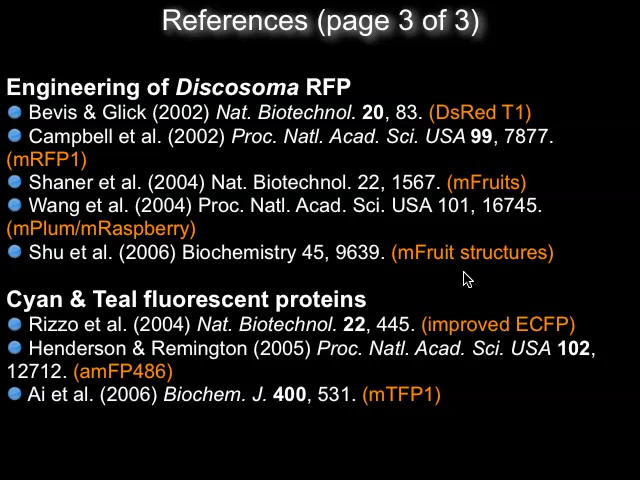 References (page 3 of 3)
Engineering of Discosoma RFP
Bevis & Glick (2002) Nat. Biotechnol. 20, 83. (DsRed T1)
Campbell et al. (2002) Proc. Natl. Acad. Sci. USA 99, 7877.
(mRFP1)
Shaner et al. (2004) Nat. Biotechnol. 22, 1567. (mFruits)
Wang et al. (2004) Proc. Natl. Acad. Sci. USA 101, 16745.
(mPlum/mRaspberry)
Shu et al. (2006) Biochemistry 45, 9639. (mFruit structures)
Cyan & Teal fluorescent proteins
Rizzo et al. (2004) Nat. Biotechnol. 22, 445. (improved ECFP)
Henderson & Remington (2005) Proc. Natl. Acad. Sci. USA 102,
12712. (amFP486)
Ai et al. (2006) Biochem. J. 400, 531. (mTFP1)